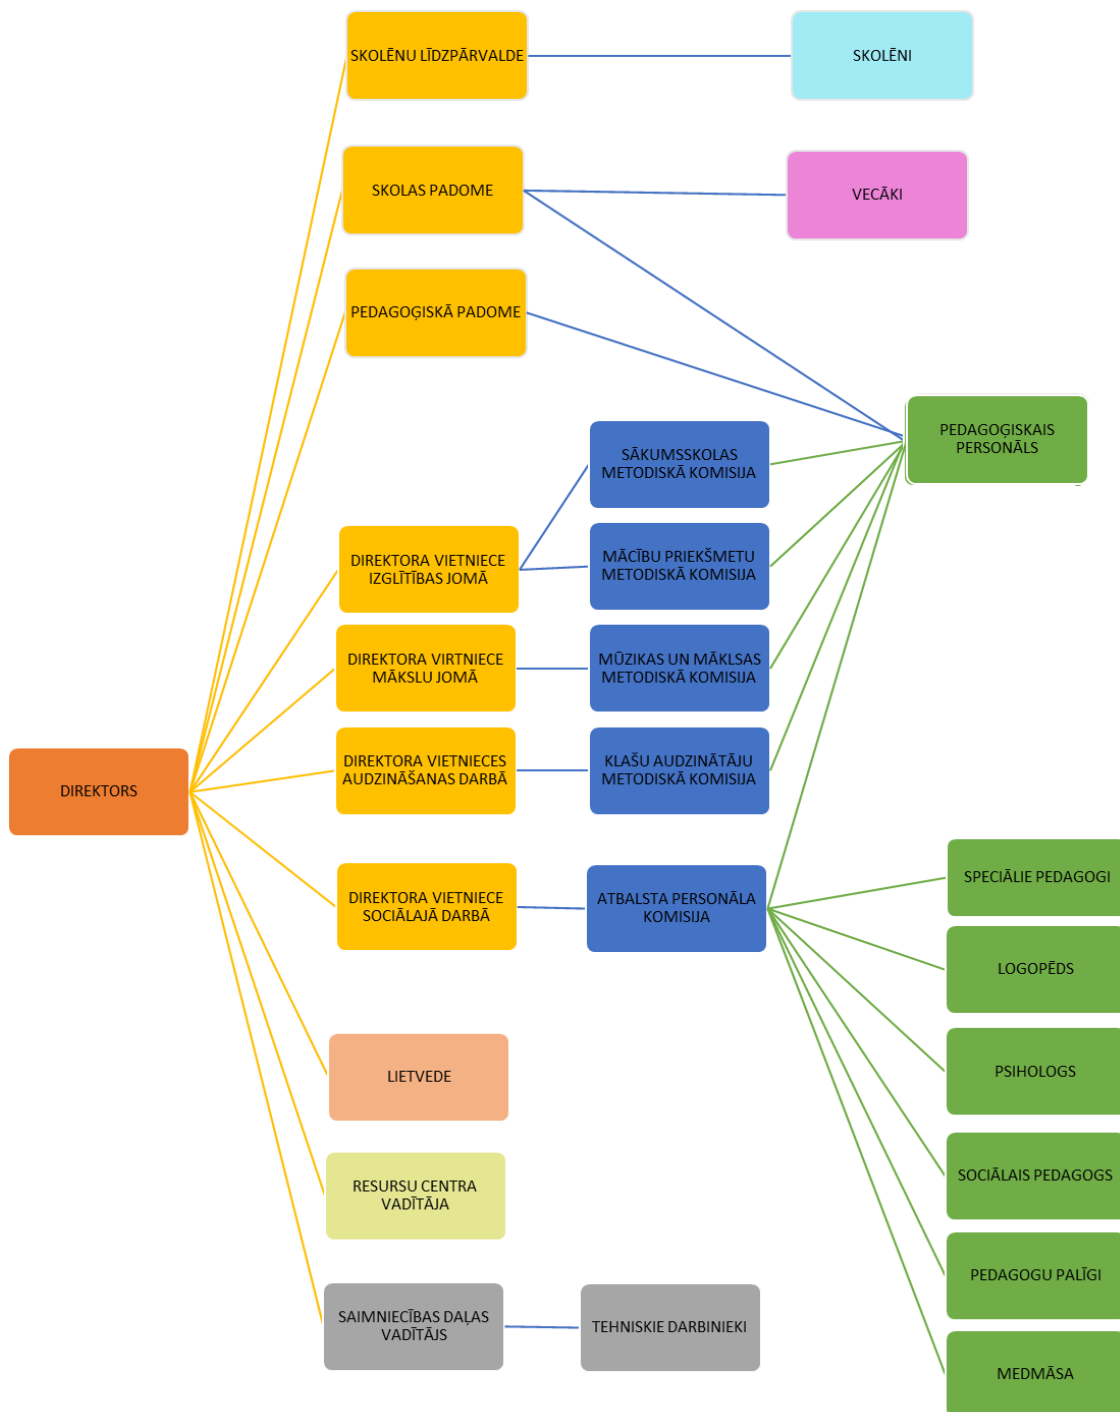 SKOLĒNU LĪDZPĀRVALDE
SKOLĒNI
SKOLAS PADOME
VECĀKI
PEDAGOĢISKĀ PADOME
PEDAGOĢISKAIS
PERSONĀLS
SĀKUMSSKOLAS
METODISKĀ KOMISIJA
DIREKTORA VIETNIECE
IZGLĪTĪBAS JOMĀ
MĀCĪBU PRIEKŠMETU
METODISKĀ KOMISIJA
DIREKTORA VIRTNIECE
MĀKSLU JOMĀ
MŪZIKAS UN MĀKLSAS
METODISKĀ KOMISIJA
DIREKTORA VIETNIECES
AUDZINĀŠANAS DARBĀ
KLAŠU AUDZINĀTĀJU
METODISKĀ KOMISIJA
DIREKTORS
DIREKTORA VIETNIECE
SOCIĀLAJĀ DARBĀ
ATBALSTA PERSONĀLA
KOMISIJA
SPECIĀLIE PEDAGOGI
LOGOPĒDS
LIETVEDE
PSIHOLOGS
RESURSU CENTRA
VADĪTĀJA
SOCIĀLAIS PEDAGOGS
PEDAGOGU PALĪGI
SAIMNIECĪBAS DAĻAS
VADĪTĀJS
TEHNISKIE DARBINIEKI
MEDMĀSA